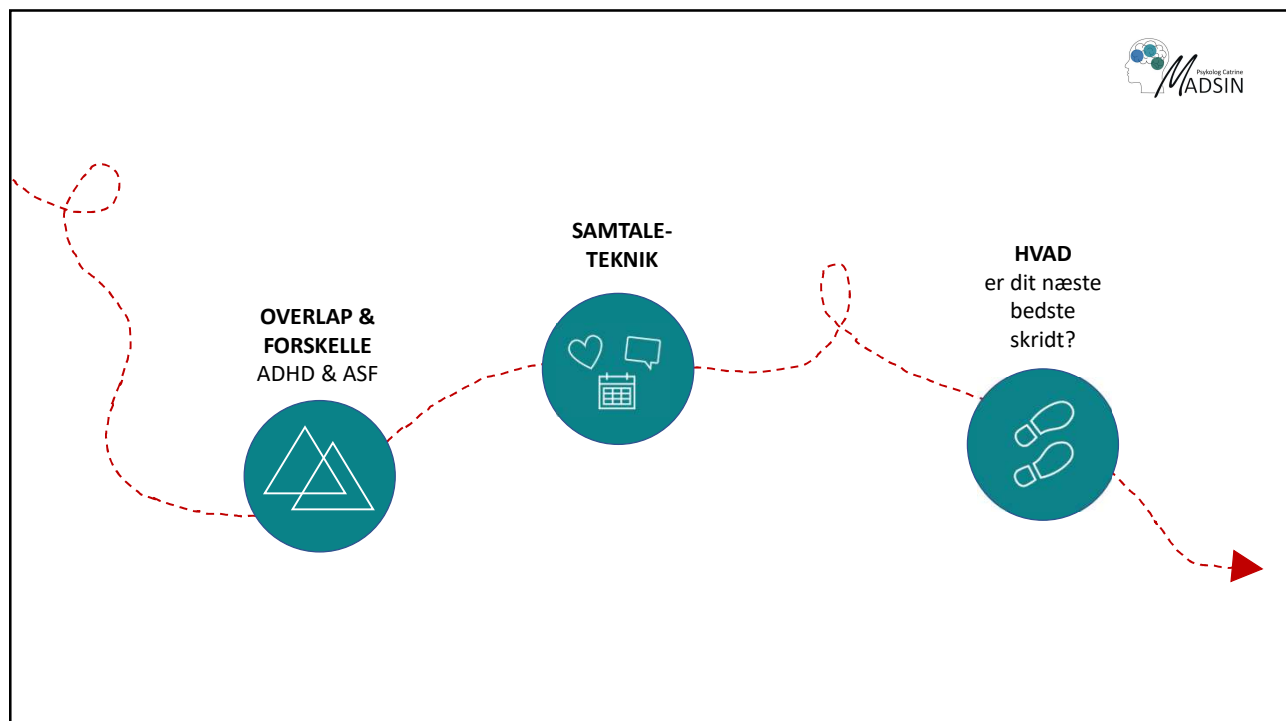 Psykolog Catrine
MADSIN
OVERLAP &
FORSKELLE
ADHD & ASF
SAMTALE-
TEKNIK
HVAD
er dit næste
bedste
skridt?